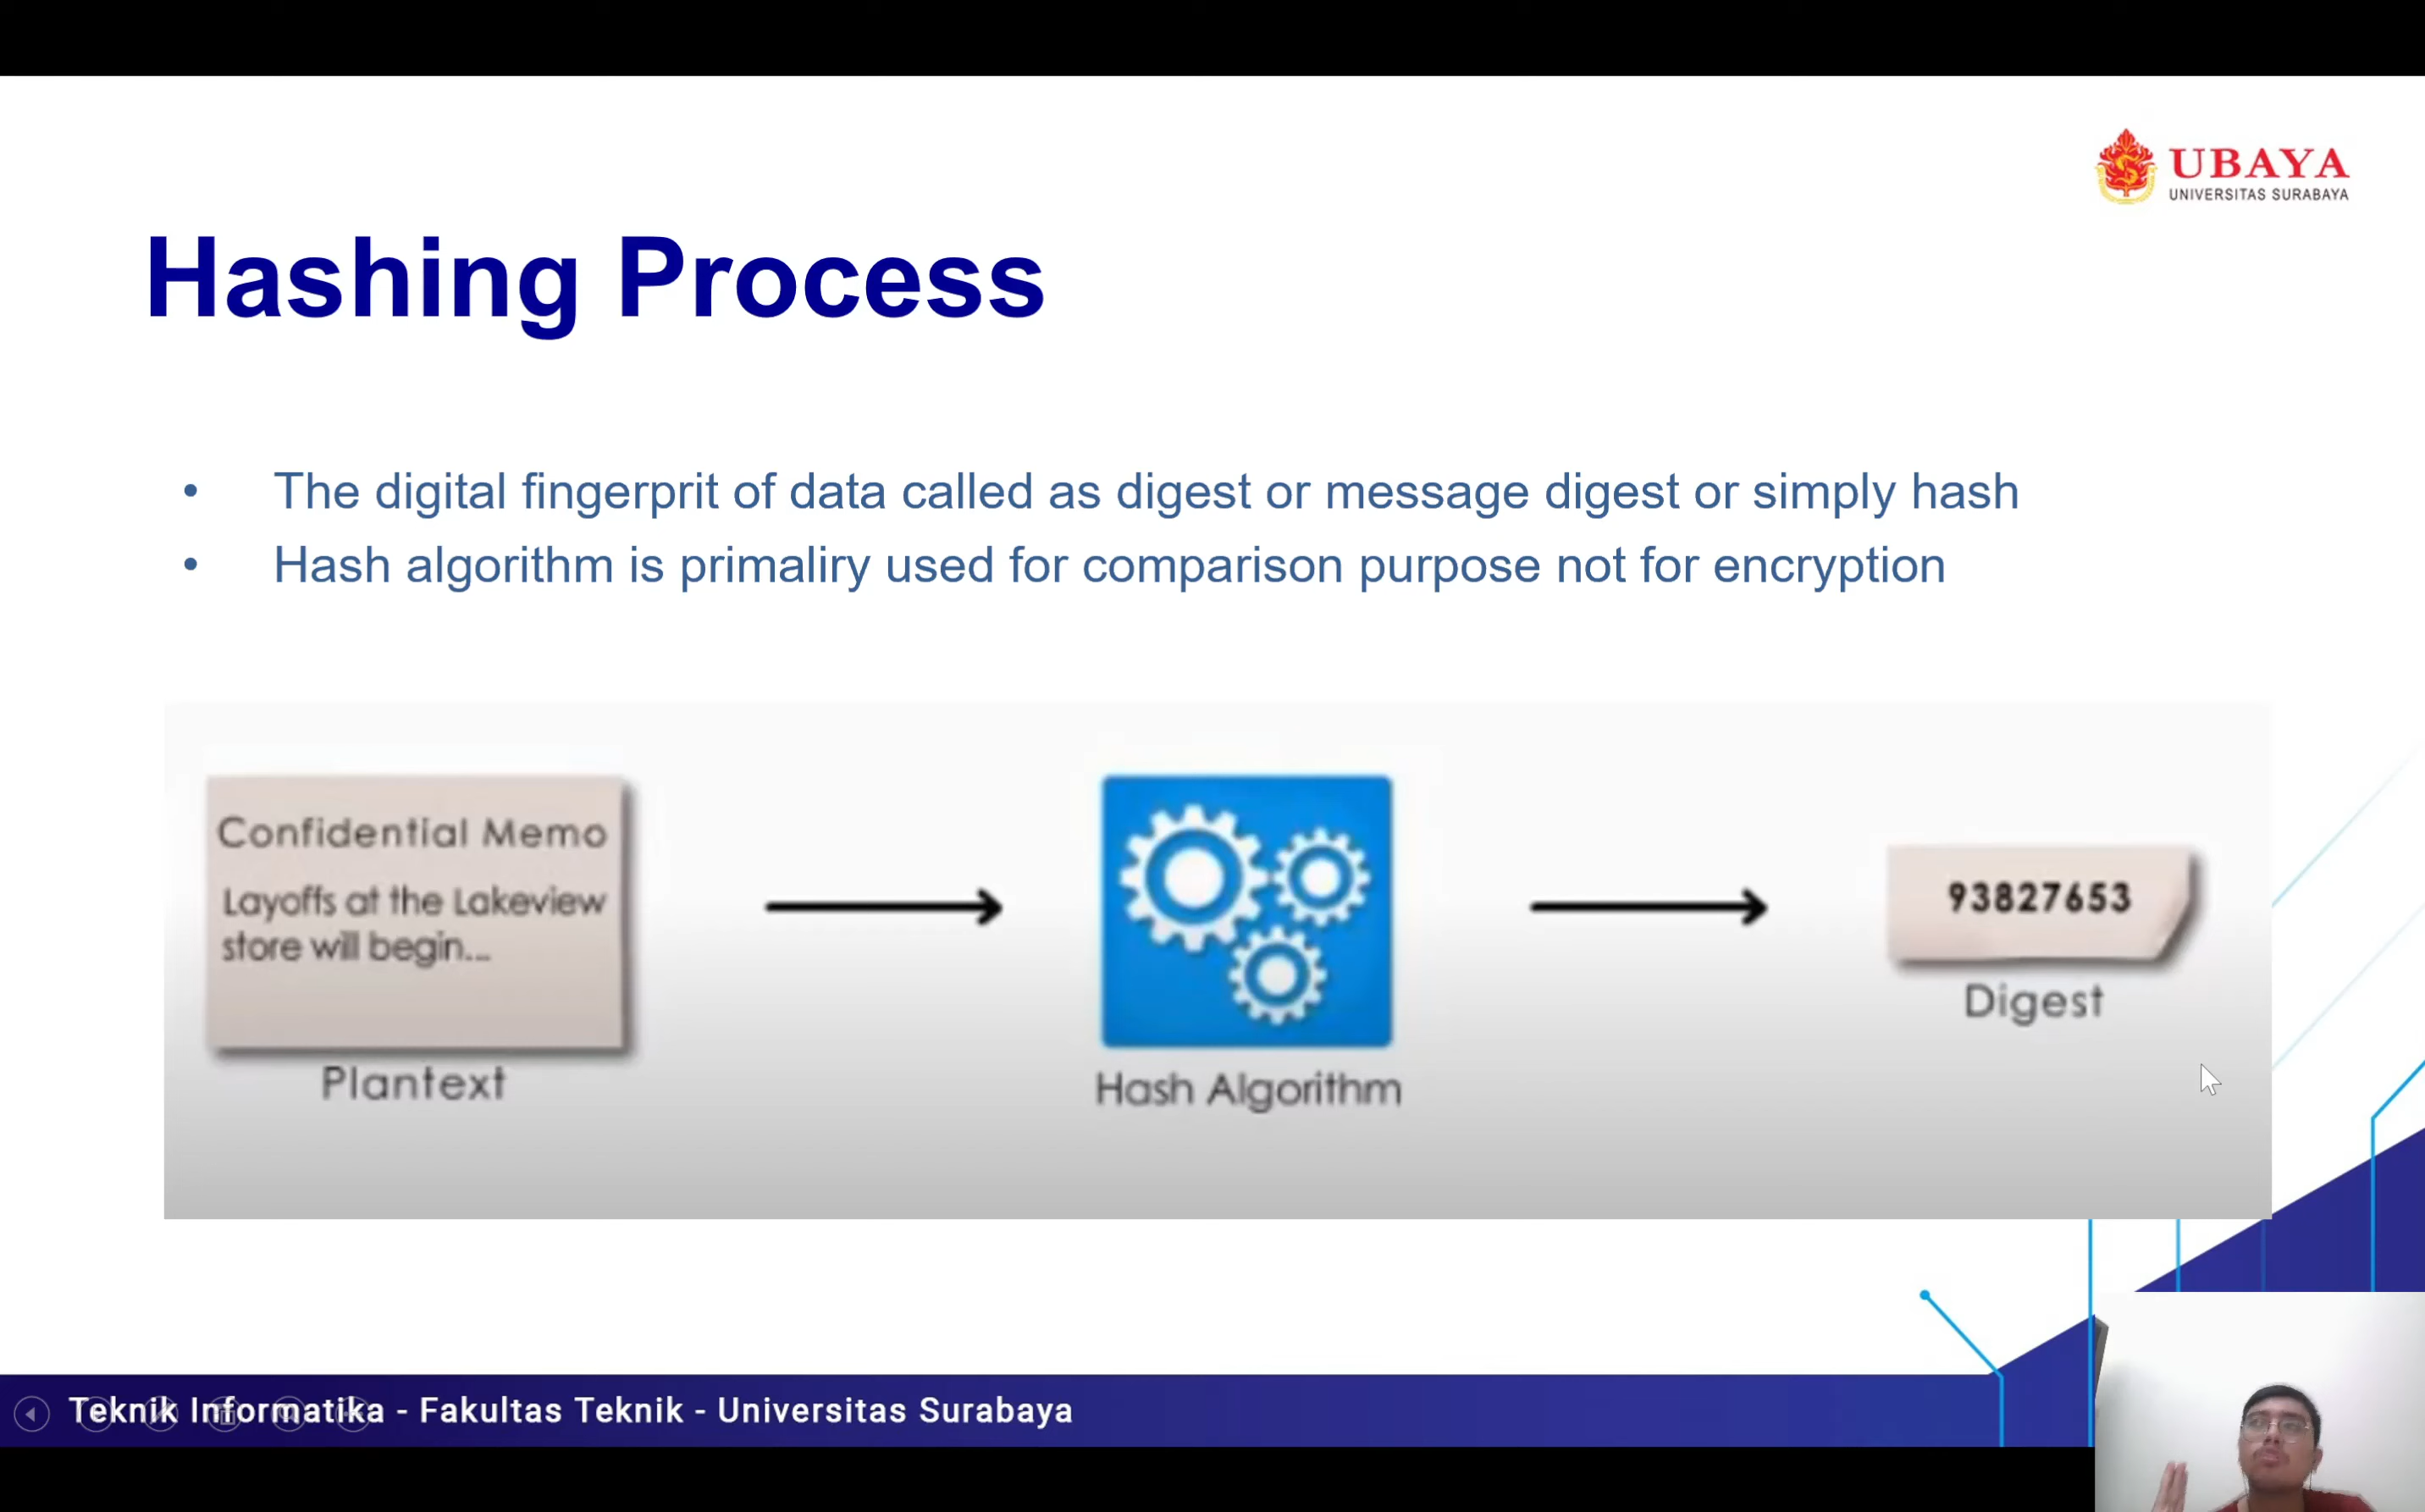 UBAYA
UNIVERSITAS SURABAYA
Hashing Process
• The digital fingerprit of data called as digest or message digest or simply hash
• Hash algorithm is primaliry used for comparison purpose not for encryption
Confidential Memo
Layoffs at the Lakeview
store will begin...
Plantext
Hash Algorithm
93827653
Digest
Teknik Informatika - Fakultas Teknik - Universitas Surabaya